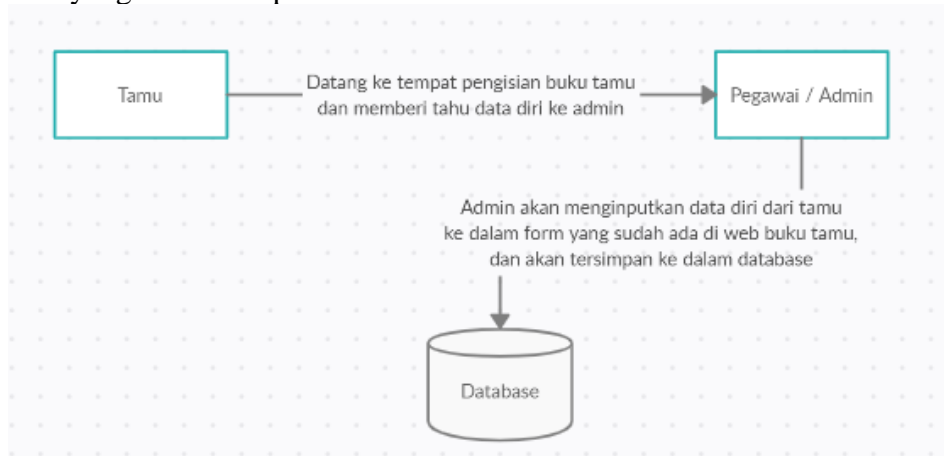 Tamu
Datang ke tempat pengisian buku tamu
dan memberi tahu data diri ke admin
Pegawai / Admin
Admin akan menginputkan data diri dari tamu
ke dalam form yang sudah ada di web buku tamu,
dan akan tersimpan ke dalam database
Database